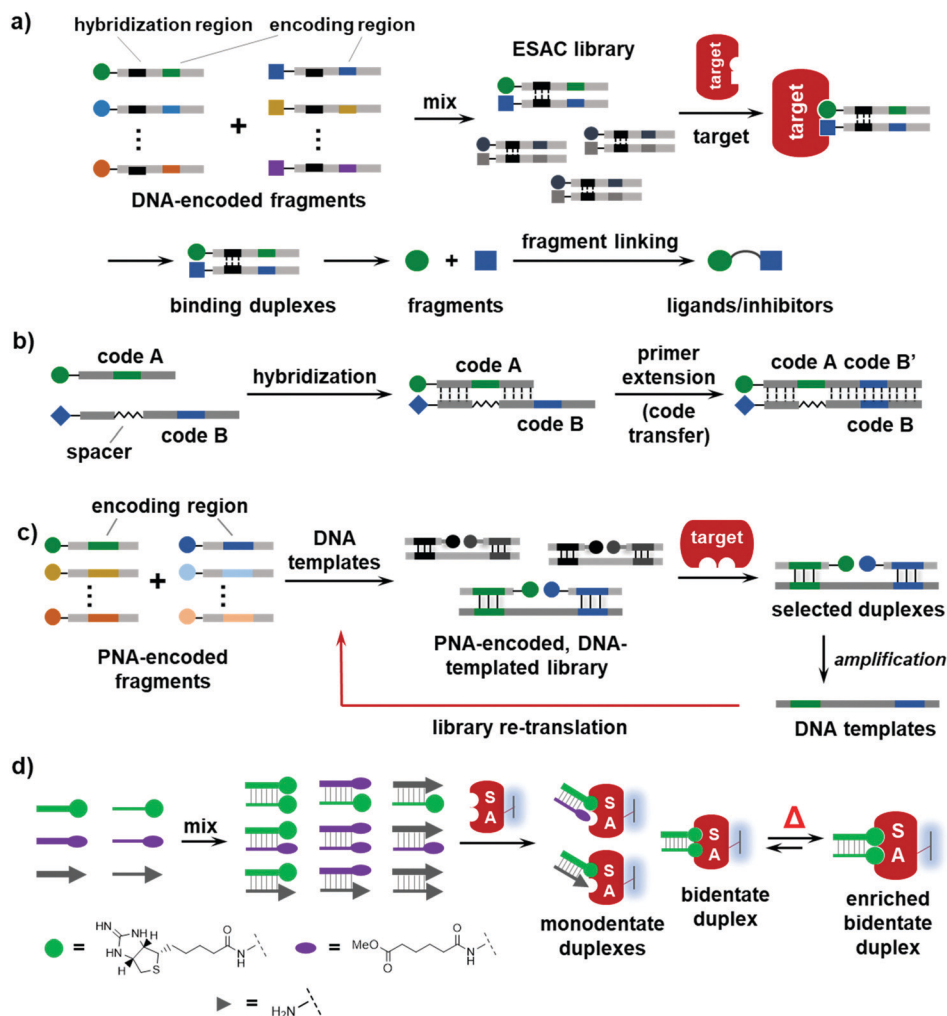 a)
hybridization region
encoding region
ESAC library
target
mix
target
target
DNA-encoded fragments
fragment linking
binding duplexes
fragments
ligands/inhibitors
b)
code A
hybridization
code A
primer
extension
(code
transfer)
code A code B’
code B
spacer
code B
code B
c)
encoding region
DNA
templates
target
PNA-encoded
fragments
PNA-encoded, DNA-
templated library
selected duplexes
amplification
library re-translation
DNA templates
d)
mix
S
A
S
A
S
A
S
A
S
A
Δ
monodentate
duplexes
bidentate
duplex
enriched
bidentate
duplex
=
NH
HN
NH
H
H
S
O
N
H
=
MeO
O
O
N
H
=
H2N